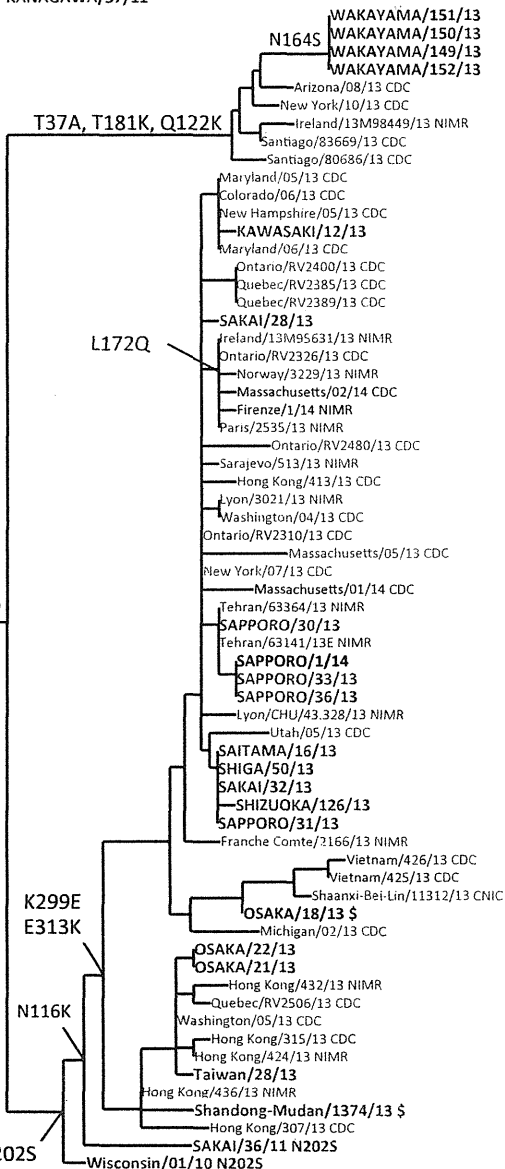 WAKAYAMA/151/13
WAKAYAMA/150/13
N164S
WAKAYAMA/149/13
WAKAYAMA/152/13
Arizona/08/13 CDC
New York/10/13 CDC
Ireland/13M98449/13 NIMR
T37A, T181K, Q122K
Santiago/83669/13 CDC
Santiago/80686/13 CDC
Maryland/05/13 CDC
Colorado/06/13 CDC
New Hampshire/05/13 CDC
KAWASAKI/12/13
Maryland/06/13 CDC
Ontario/RV2400/13 CDC
Quebec/RV2385/13 CDC
Quebec/RV2389/13 CDC
SAKAI/28/13
L172Q
Ireland/13M95631/13 NIMR
Ontario/RV2326/13 CDC
Norway/3229/13 NIMR
Massachusetts/02/14 CDC
Firenze/1/14 NIMR
Paris/2535/13 NIMR
Ontario/RV2480/13 CDC
Sarajevo/513/13 NIMR
Hong Kong/413/13 CDC
Lyon/3021/13 NIMR
Washington/04/13 CDC
Ontario/RV2310/13 CDC
Massachusetts/05/13 CDC
New York/07/13 CDC
Massachusetts/01/14 CDC
Tehran/63364/13 NIMR
SAPPORO/30/13
Tehran/63141/13E NIMR
SAPPORO/1/14
SAPPORO/33/13
SAPPORO/36/13
Lyon/CHU/43.328/13 NIMR
Utah/05/13 CDC
SAITAMA/16/13
SHIGA/50/13
SAKAI/32/13
SHIZUOKA/126/13
SAPPORO/31/13
Franche Comte/2166/13 NIMR
Vietnam/426/13 CDC
Vietnam/425/13 CDC
Shaanxi-Bei-Lin/11312/13 CNIC
K299E
E313K
OSAKA/18/13 $
Michigan/02/13 CDC
OSAKA/22/13
OSAKA/21/13
Hong Kong/432/13 NIMR
Quebec/RV2506/13 CDC
N116K
Washington/05/13 CDC
Hong Kong/315/13 CDC
Hong Kong/424/13 NIMR
Taiwan/28/13
Hong Kong/436/13 NIMR
Shandong-Mudan/1374/13 $
Hong Kong/307/13 CDC
202S
SAKAI/36/11 N202S
Wisconsin/01/10 N202S